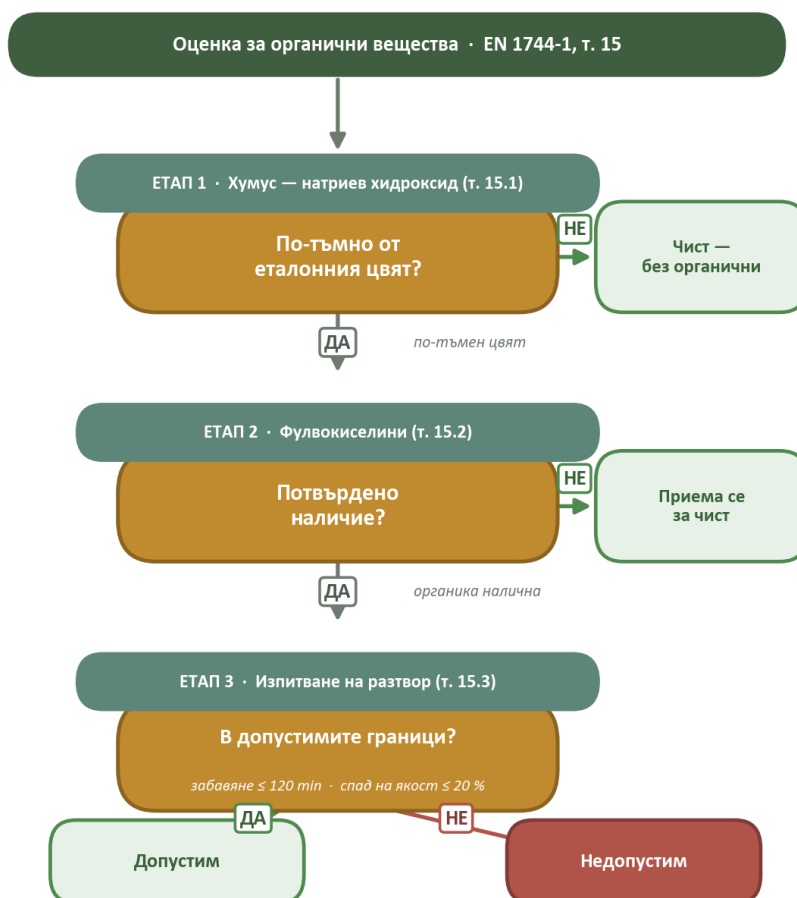 Оценка за органични вещества · EN 1744-1, т. 15
ЕТАП 1 · Хумус — натриев хидроксид (т. 15.1)
По-тъмно от
еталонния цвят?
НЕ
Чист —
без органични
ДА
по-тъмен цвят
ЕТАП 2 · Фулвокиселини (т. 15.2)
Потвърдено
наличие?
НЕ
Приема се
за чист
ДА
органика налична
ЕТАП 3 · Изпитване на разтвор (т. 15.3)
В допустимите граници?
забавяне ≤ 120 min · спад на якост ≤ 20 %
ДА
НЕ
Допустим
Недопустим